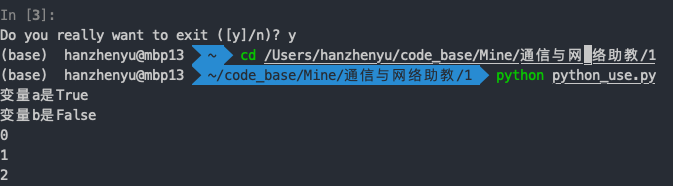 In [3]:
Do you really want to exit ([y]/n)? y
(base) hanzhenyu@mbp13 ~ cd /Users/hanzhenyu/code_base/Mine/通信与网络助教/1
(base) hanzhenyu@mbp13 ~/code_base/Mine/通信与网络助教/1 python python_use.py
变量a是True
变量b是False
0
1
2